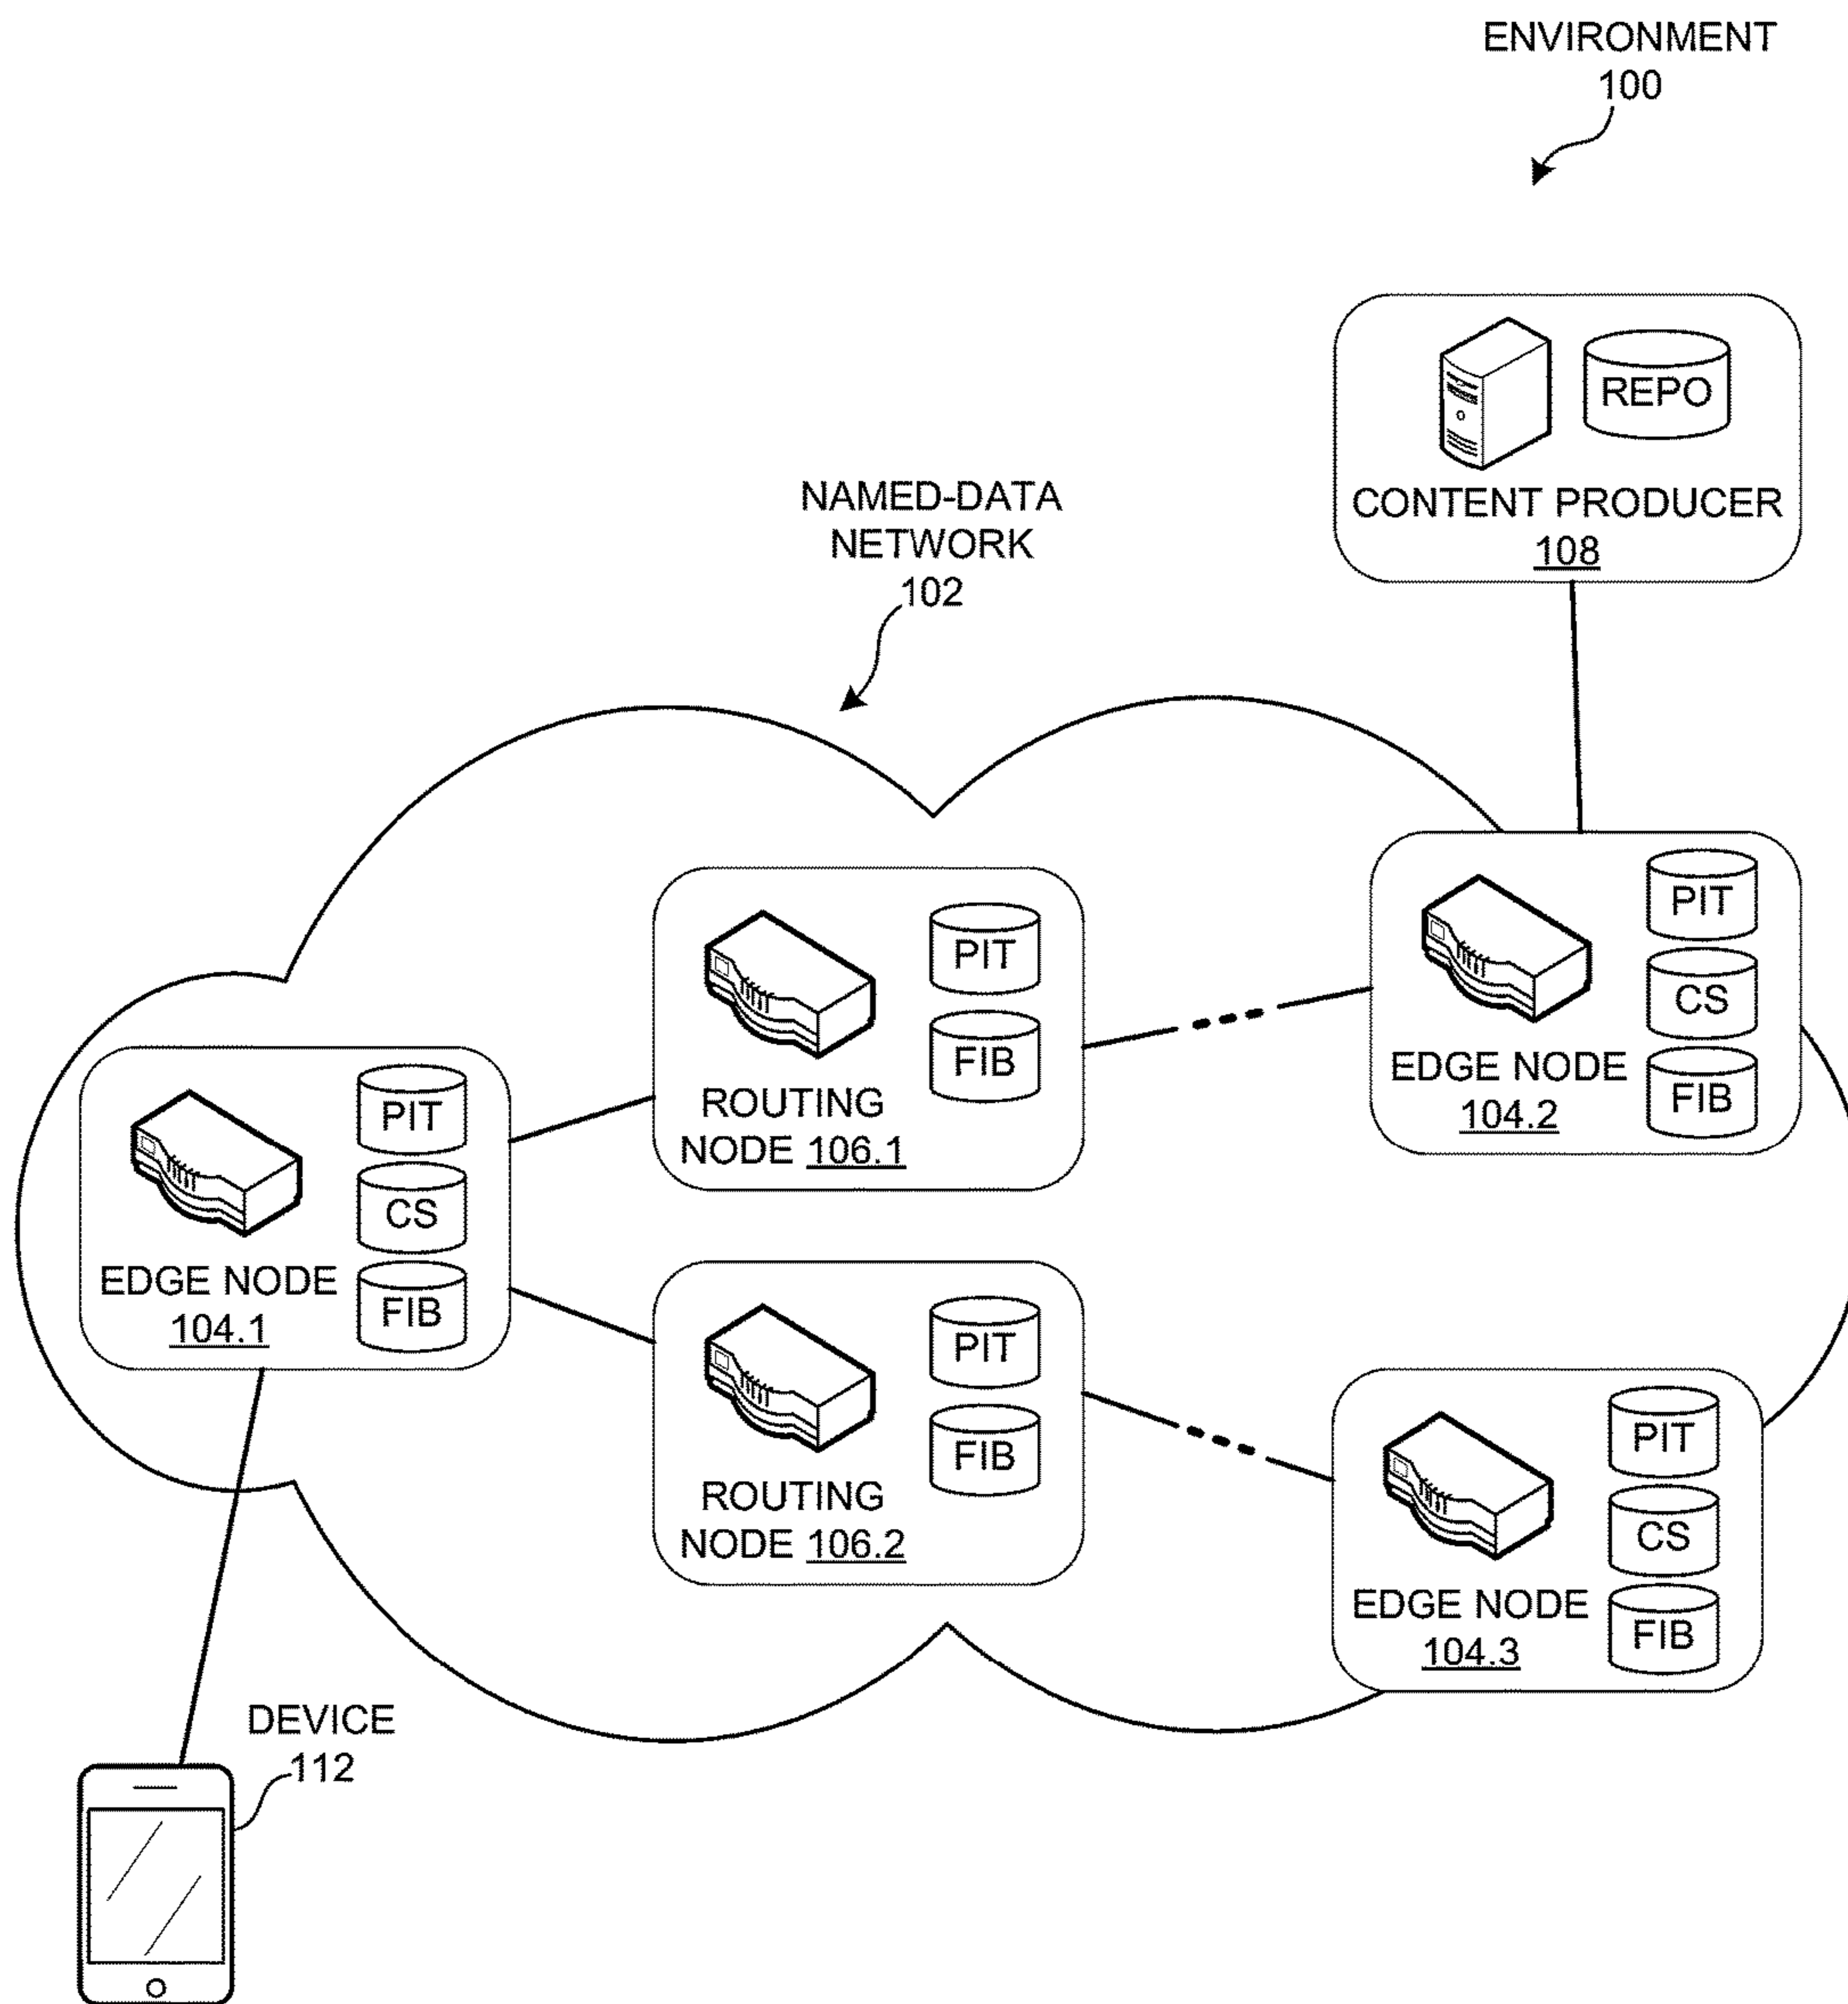 ENVIRONMENT
100
REPO
CONTENT PRODUCER
108
NAMED-DATA
NETWORK
102
PIT
CS
FIB
EDGE NODE
104.2
PIT
FIB
ROUTING
NODE 106.1
PIT
CS
FIB
EDGE NODE
104.1
PIT
FIB
ROUTING
NODE 106.2
PIT
CS
FIB
EDGE NODE
104.3
DEVICE
112